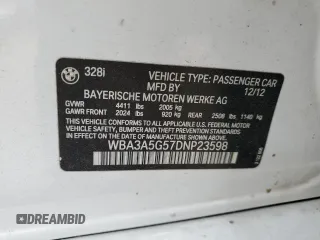 328i
VEHICLE TYPE: PASSENGER CAR
MFD BY 12/12
BAYERISCHE MOTOREN WERKE AG
GVWR 4411 lbs 2005 kg
GAWR FRONT 2024 lbs 920 kg REAR 2508 lbs 1140 kg
THIS VEHICLE CONFORMS TO ALL APPLICABLE U.S. FEDERAL MOTOR
VEHICLE SAFETY, BUMPER, AND THEFT PREVENTION STANDARDS
IN EFFECT ON THE DATE OF MANUFACTURE SHOWN ABOVE.
WBA3A5G57DNP23598
AUTOBIDCAR